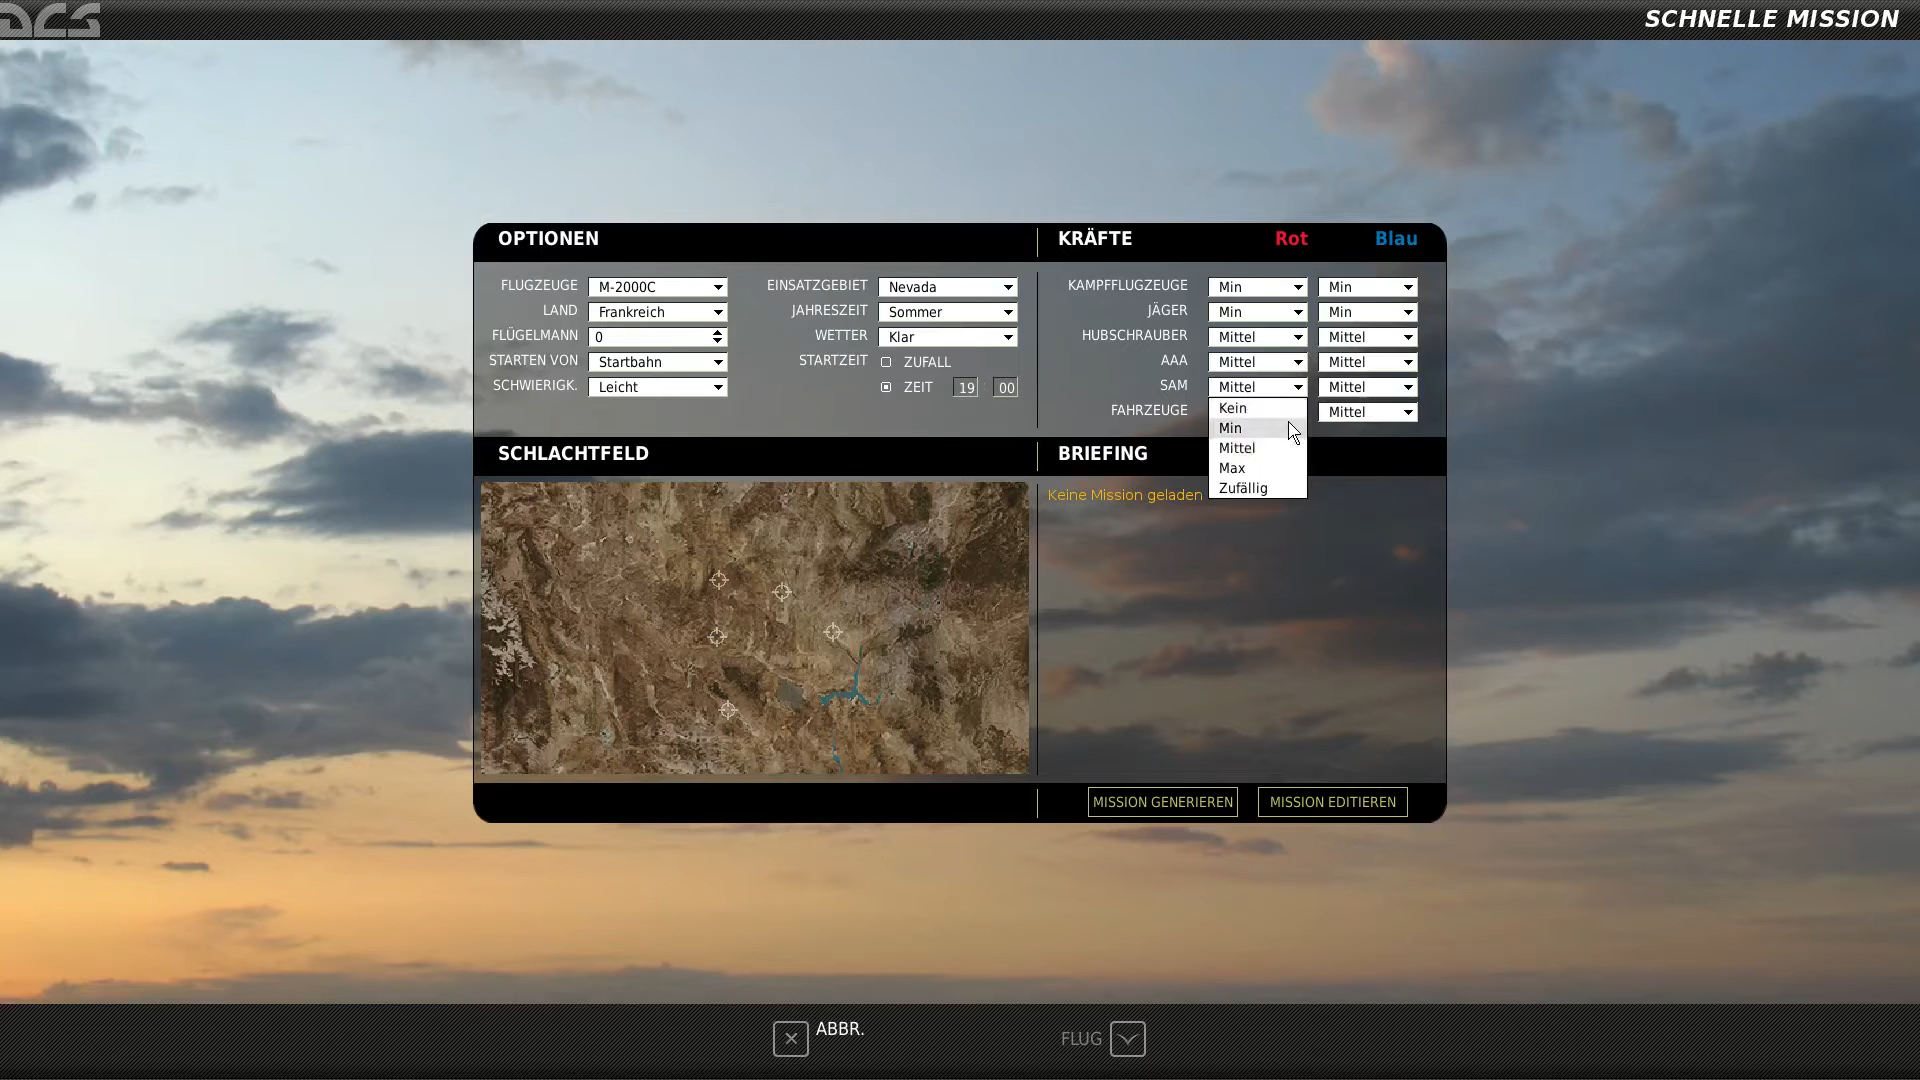 DCS
SCHNELLE MISSION
OPTIONEN
FLUGZEUGE M-2000C
LAND Frankreich
FLÜGELMANN 0
STARTEN VON Startbahn
SCHWIERIGK. Leicht
EINSATZGEBIET Nevada
JAHRESZEIT Sommer
WETTER Klar
STARTZEIT ZUFALL
ZEIT 19 : 00
KRÄFTE Rot Blau
KAMPFFLUGZEUGE Min Min
JÄGER Min Min
HUBSCHRAUBER Mittel Mittel
AAA Mittel Mittel
SAM Mittel Mittel
FAHRZEUGE Mittel
Kein
Min
Mittel
Max
Zufällig
SCHLACHTFELD
BRIEFING
Keine Mission geladen
MISSION GENERIEREN
MISSION EDITIEREN
ABBR.
FLUG